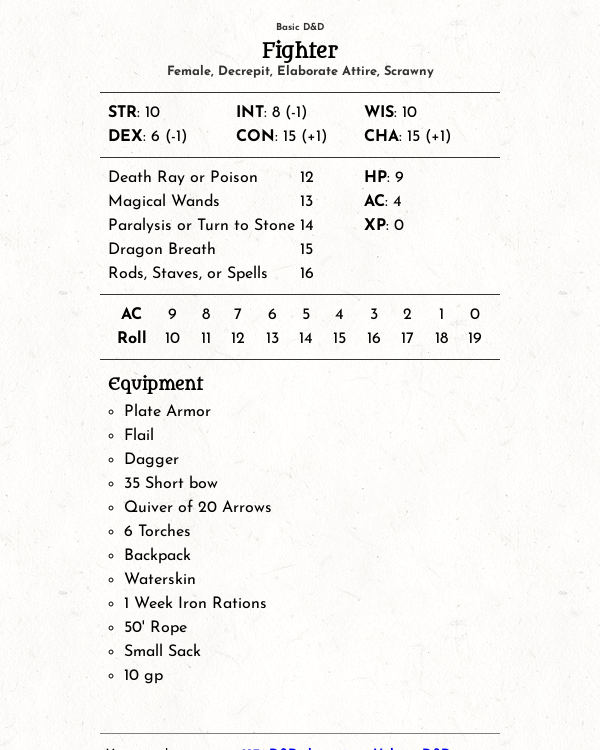 Basic D&D
Fighter
Female, Decrepit, Elaborate Attire, Scrawny
STR: 10 INT: 8 (-1) WIS: 10
DEX: 6 (-1) CON: 15 (+1) CHA: 15 (+1)
Death Ray or Poison 12 HP: 9
Magical Wands 13 AC: 4
Paralysis or Turn to Stone 14 XP: 0
Dragon Breath 15
Rods, Staves, or Spells 16
AC 9 8 7 6 5 4 3 2 1 0
Roll 10 11 12 13 14 15 16 17 18 19
Equipment
◦ Plate Armor
◦ Flail
◦ Dagger
◦ 35 Short bow
◦ Quiver of 20 Arrows
◦ 6 Torches
◦ Backpack
◦ Waterskin
◦ 1 Week Iron Rations
◦ 50' Rope
◦ Small Sack
◦ 10 gp